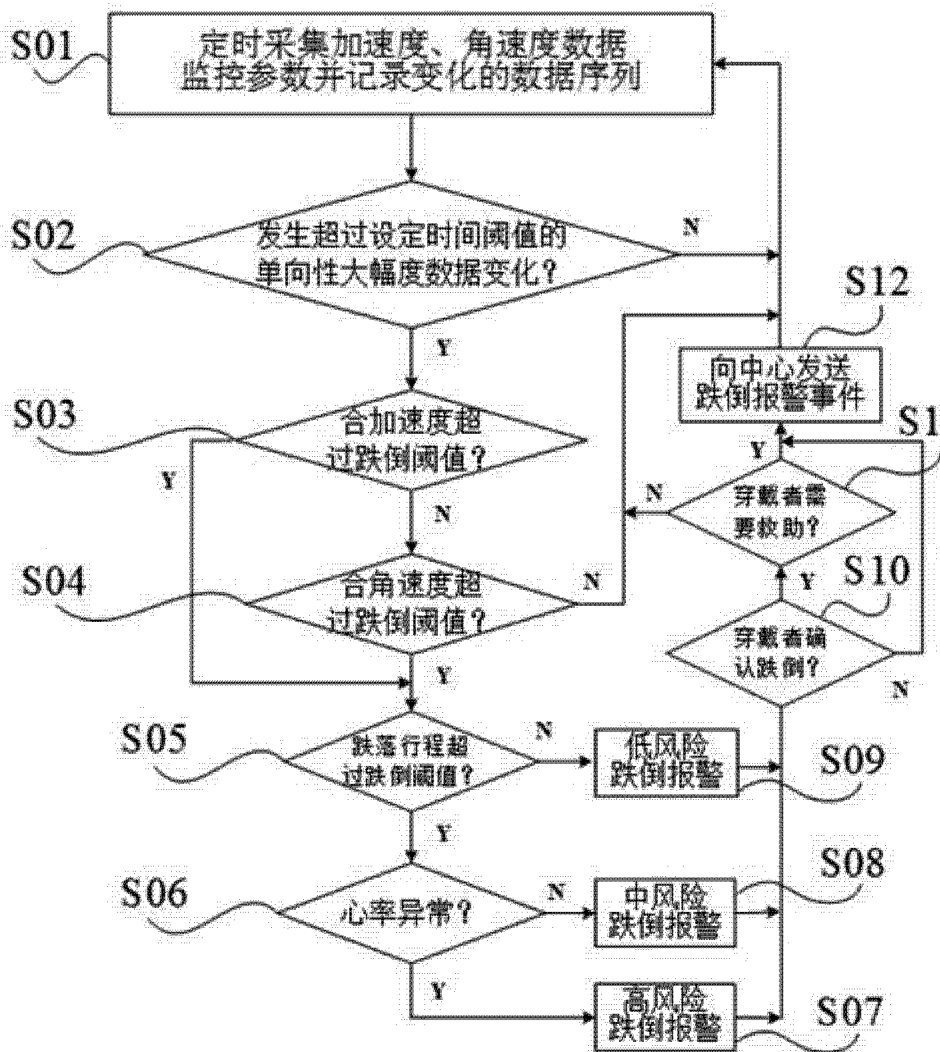 S01
定时采集加速度、角速度数据
监控参数并记录变化的数据序列
S02
发生超过设定时间阈值的
单向性大幅度数据变化？
N
Y
S12
向中心发送
跌倒报警事件
S03
合加速度超
过跌倒阈值？
Y
N
S1
穿戴者需
要救助？
Y
N
S04
合角速度超
过跌倒阈值？
N
Y
S10
穿戴者确
认跌倒？
Y
N
S05
跌落行程超
过跌倒阈值？
N
Y
低风险
跌倒报警
S09
S06
心率异常？
N
Y
中风险
跌倒报警
S08
高风险
跌倒报警
S07